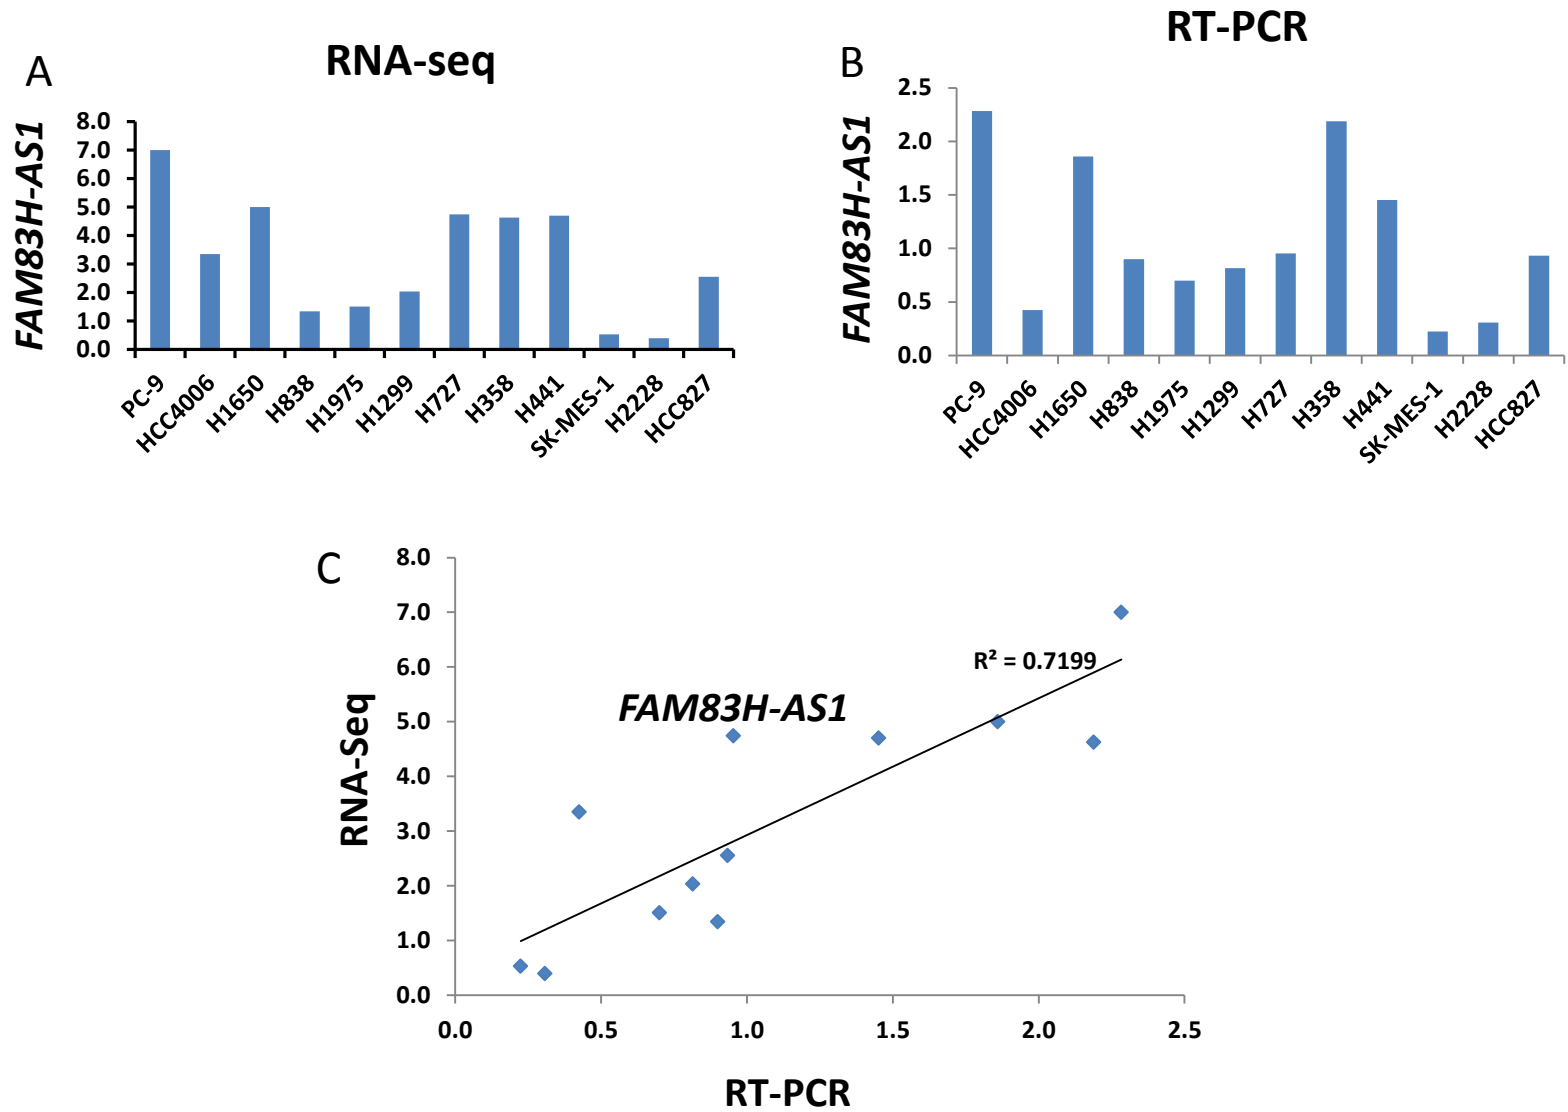 A
RNA-seq
FAM83H-AS1
8.0
7.0
6.0
5.0
4.0
3.0
2.0
1.0
0.0
PC-9
HCC4006
H1650
H838
H1975
H1299
H727
H358
H441
SK-MES-1
H2228
HCC827
B
RT-PCR
FAM83H-AS1
2.5
2.0
1.5
1.0
0.5
0.0
PC-9
HCC4006
H1650
H838
H1975
H1299
H727
H358
H441
SK-MES-1
H2228
HCC827
C
RNA-Seq
8.0
7.0
6.0
5.0
4.0
3.0
2.0
1.0
0.0
R² = 0.7199
FAM83H-AS1
0.0 0.5 1.0 1.5 2.0 2.5
RT-PCR